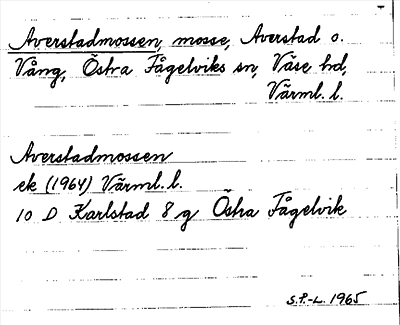 Averstadmossen, mosse, Averstad o.
Vång, Östra Fågelviks sn, Väse hd,
Värml. l.
Averstadmossen
ek (1964) Värml. l.
10 D Karlstad 8 g Östra Fågelvik
S.P.-L. 1965